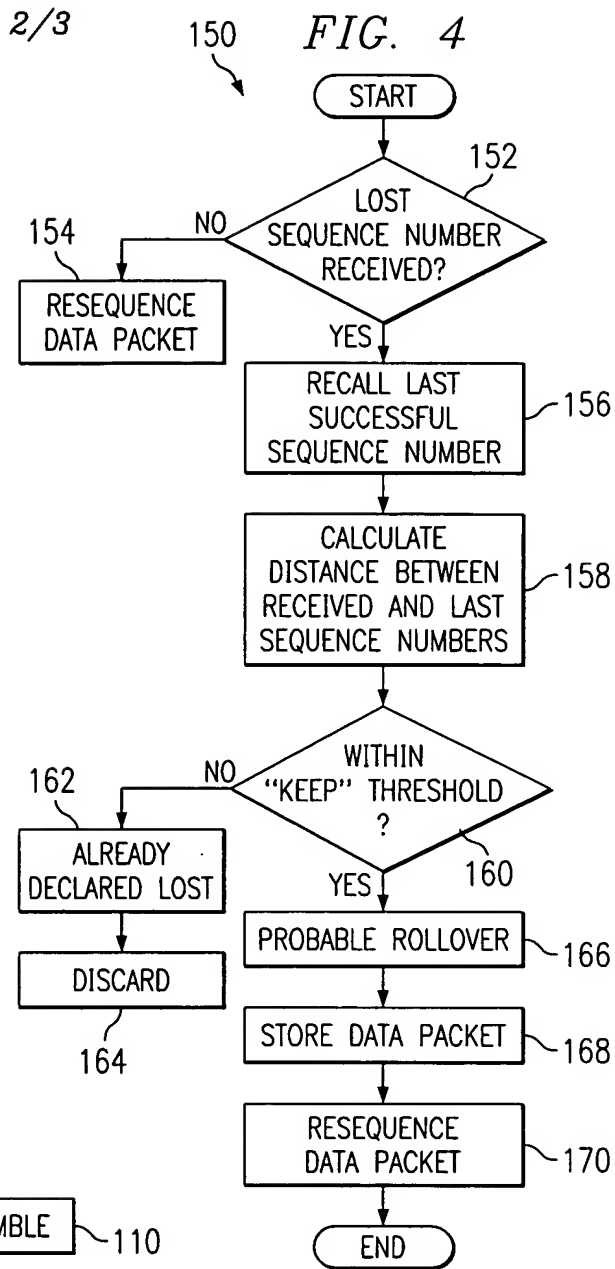 2/3
150
FIG. 4
START
152
LOST
SEQUENCE NUMBER
RECEIVED?
NO
154
RESEQUENCE
DATA PACKET
YES
RECALL LAST
SUCCESSFUL
SEQUENCE NUMBER
156
CALCULATE
DISTANCE BETWEEN
RECEIVED AND LAST
SEQUENCE NUMBERS
158
WITHIN
"KEEP" THRESHOLD
?
160
NO
162
ALREADY
DECLARED LOST
DISCARD
164
YES
PROBABLE ROLLOVER
166
STORE DATA PACKET
168
RESEQUENCE
DATA PACKET
170
MBLE
110
END